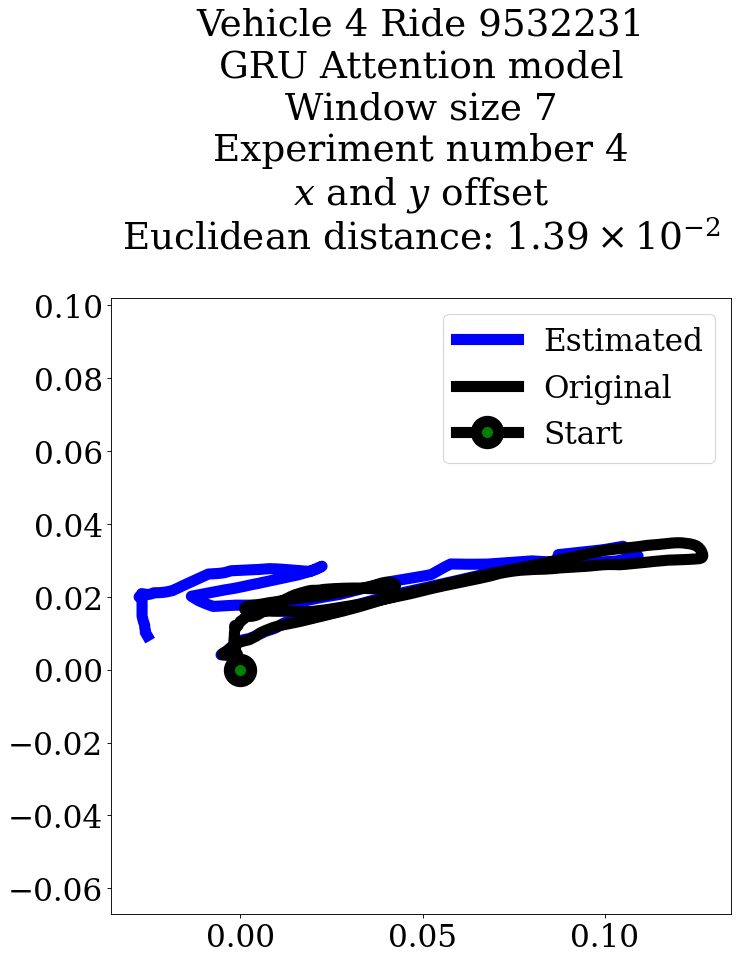 Vehicle 4 Ride 9532231
GRU Attention model
Window size 7
Experiment number 4
x and y offset
Euclidean distance: 1.39 × 10⁻²
Estimated
Original
Start
0.10
0.08
0.06
0.04
0.02
0.00
−0.02
−0.04
−0.06
0.00 0.05 0.10